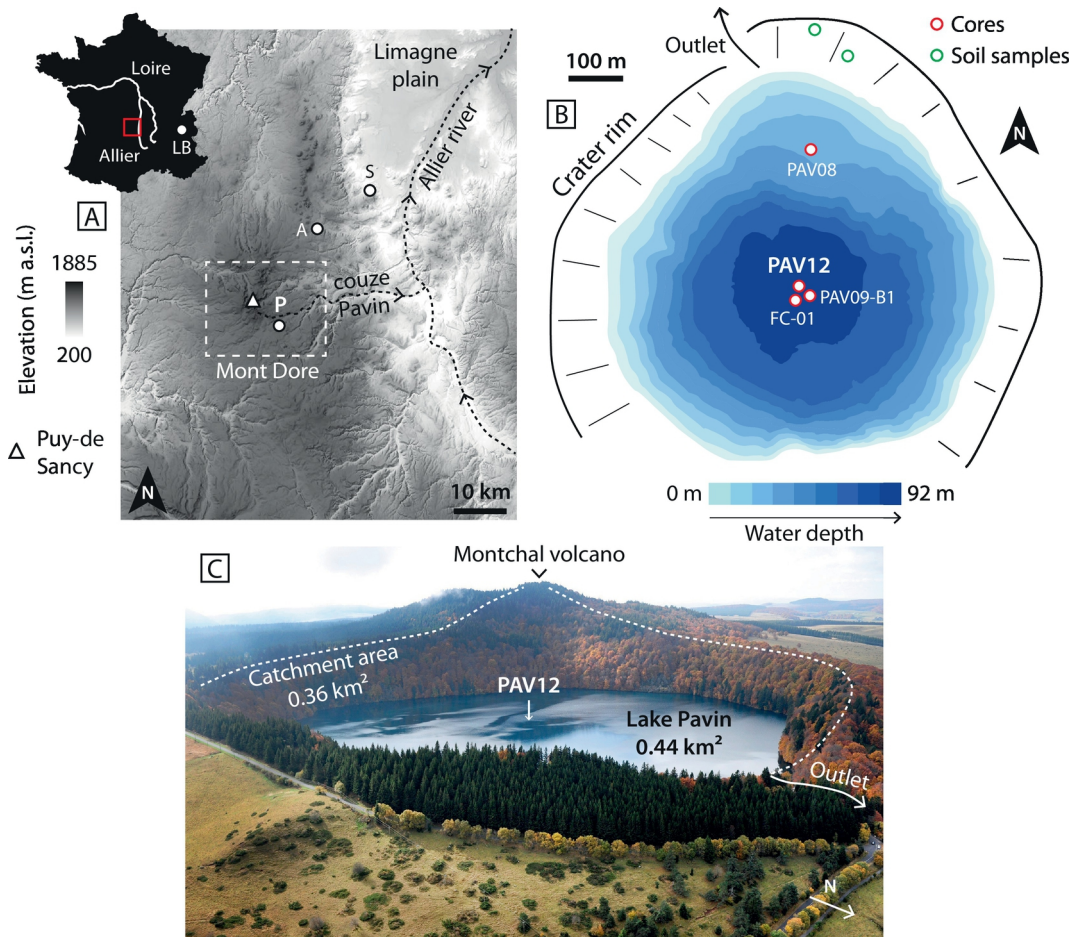 Loire
Allier
LB
A
Elevation (m a.s.l.)
1885
200
Puy-de
Sancy
N
Limagne
plain
Allier river
S
A
couze
Pavin
P
Mont Dore
10 km
B
100 m
Outlet
Cores
Soil samples
Crater rim
N
PAV08
PAV12
PAV09-B1
FC-01
0 m
92 m
Water depth
C
Montchal volcano
Catchment area
0.36 km²
PAV12
Lake Pavin
0.44 km²
Outlet
N